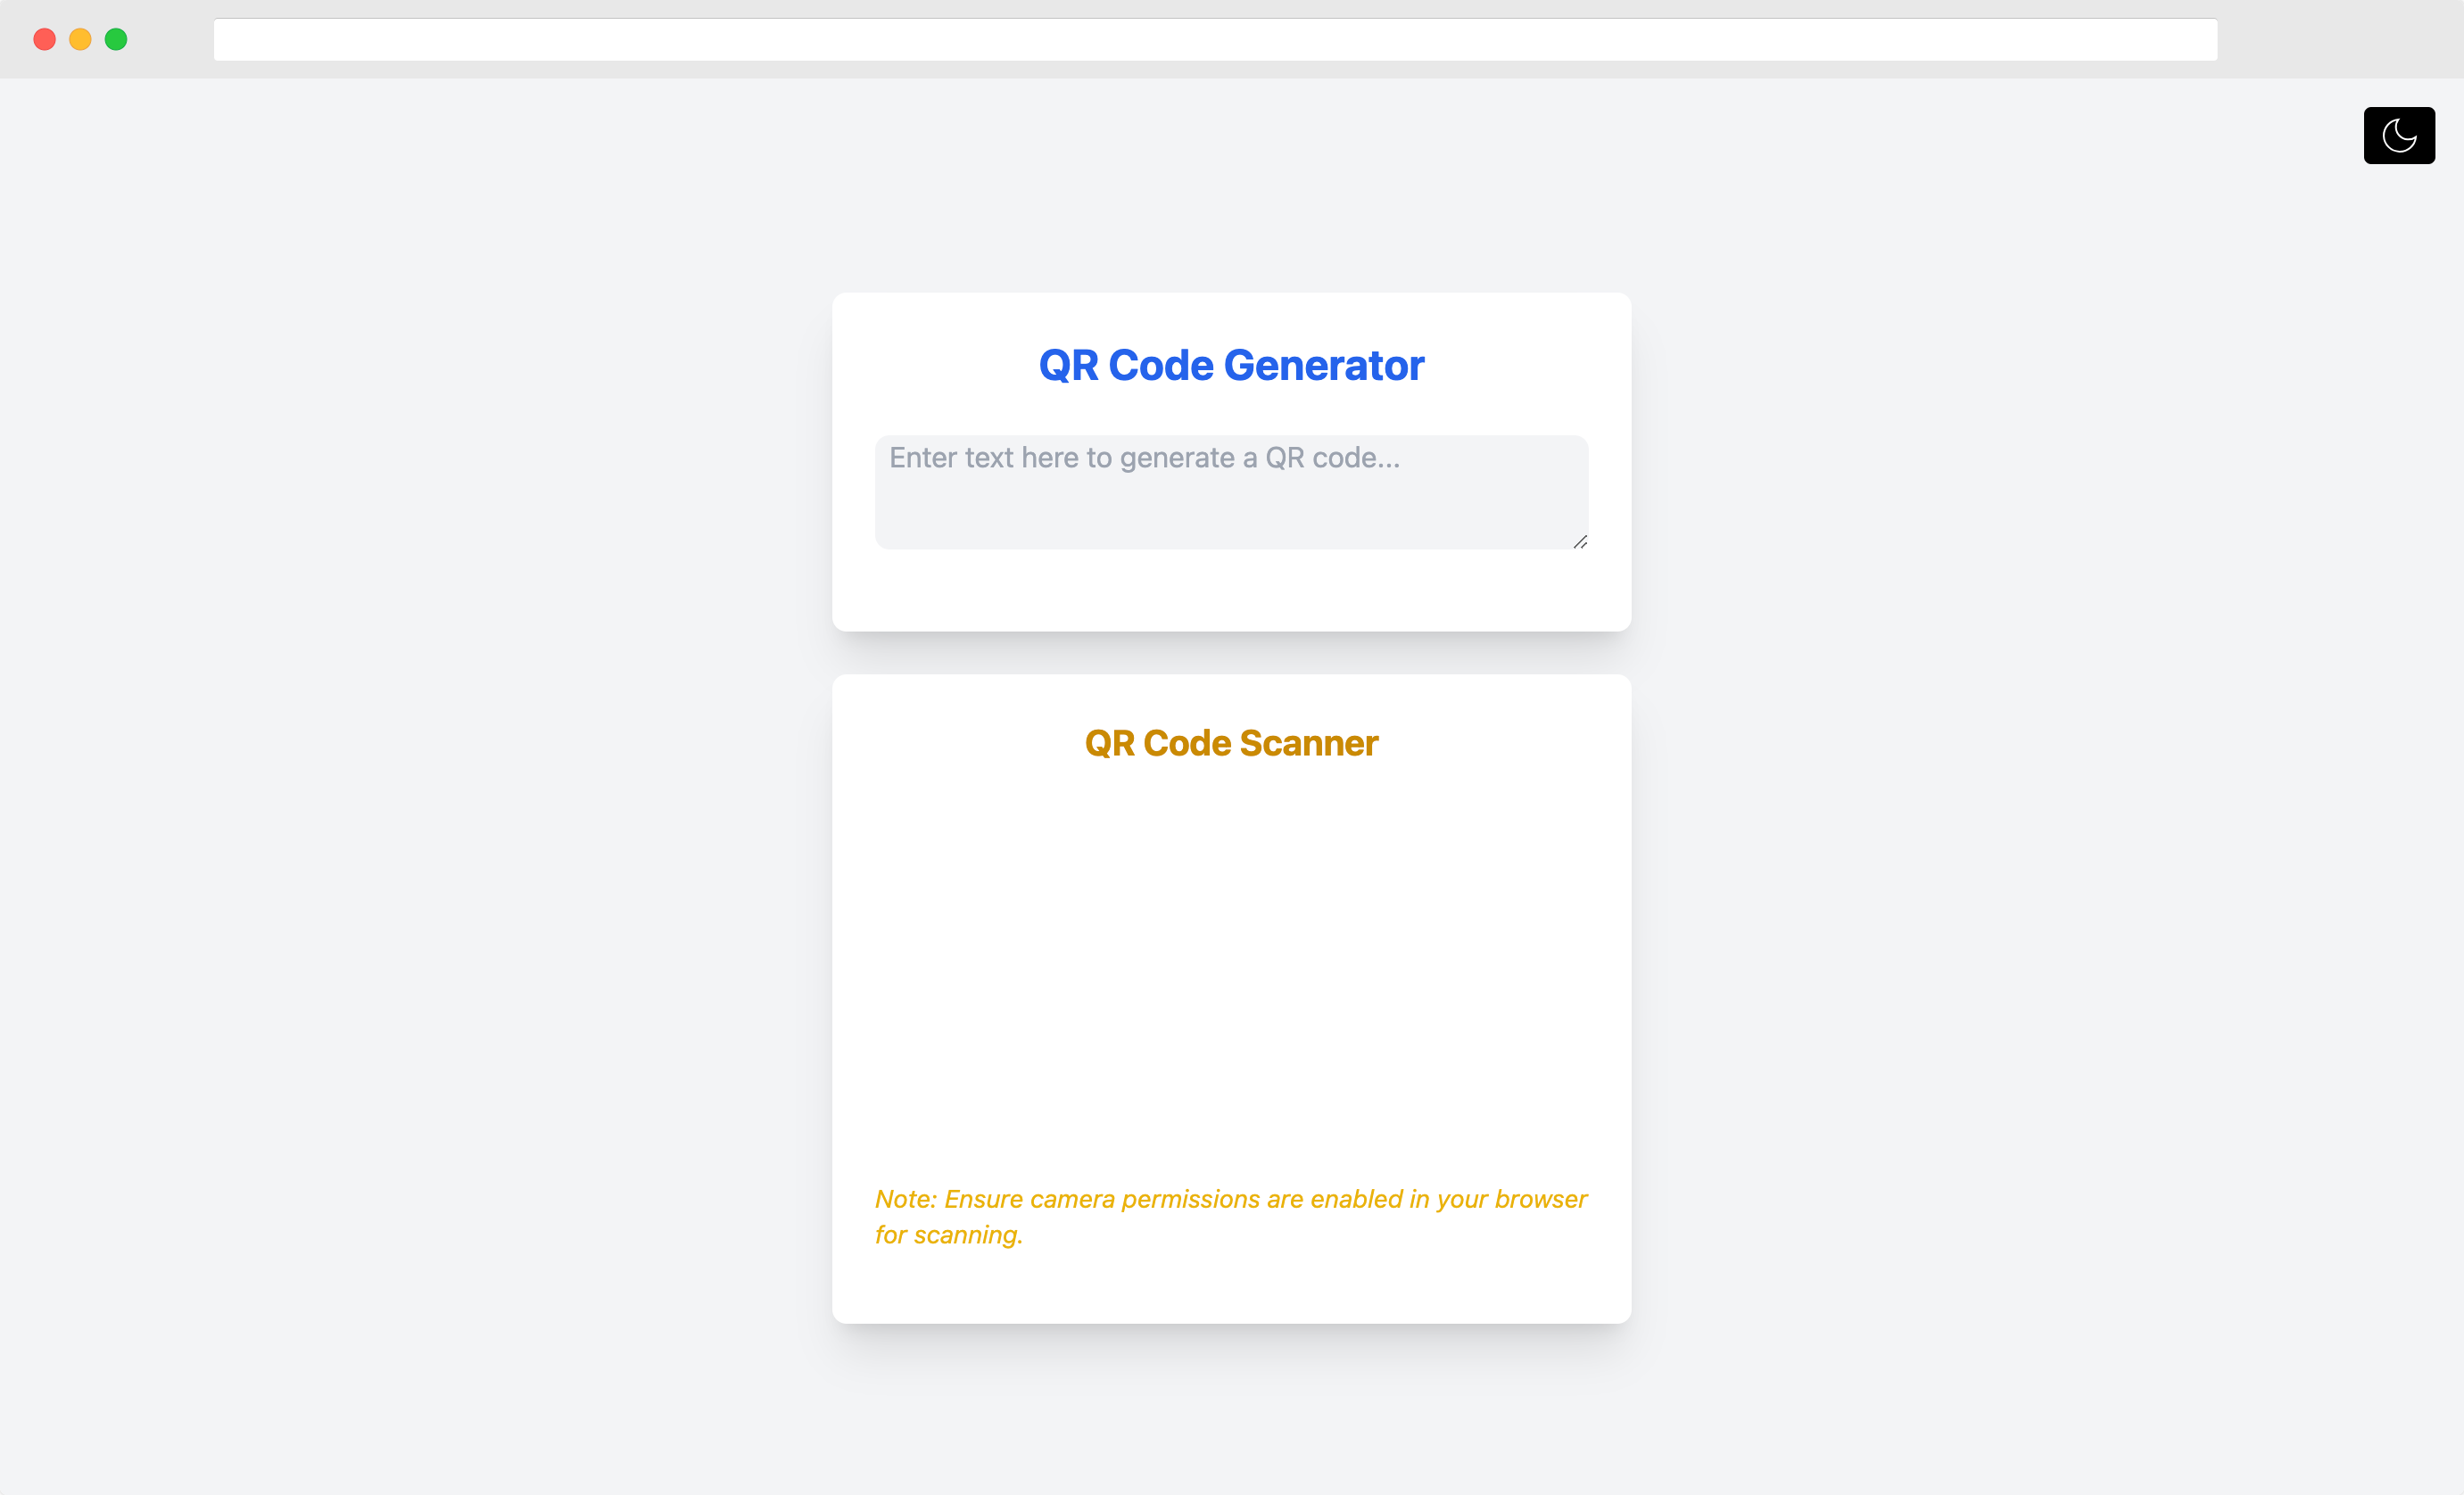 QR Code Generator
Enter text here to generate a QR code...
QR Code Scanner
Note: Ensure camera permissions are enabled in your browser
for scanning.